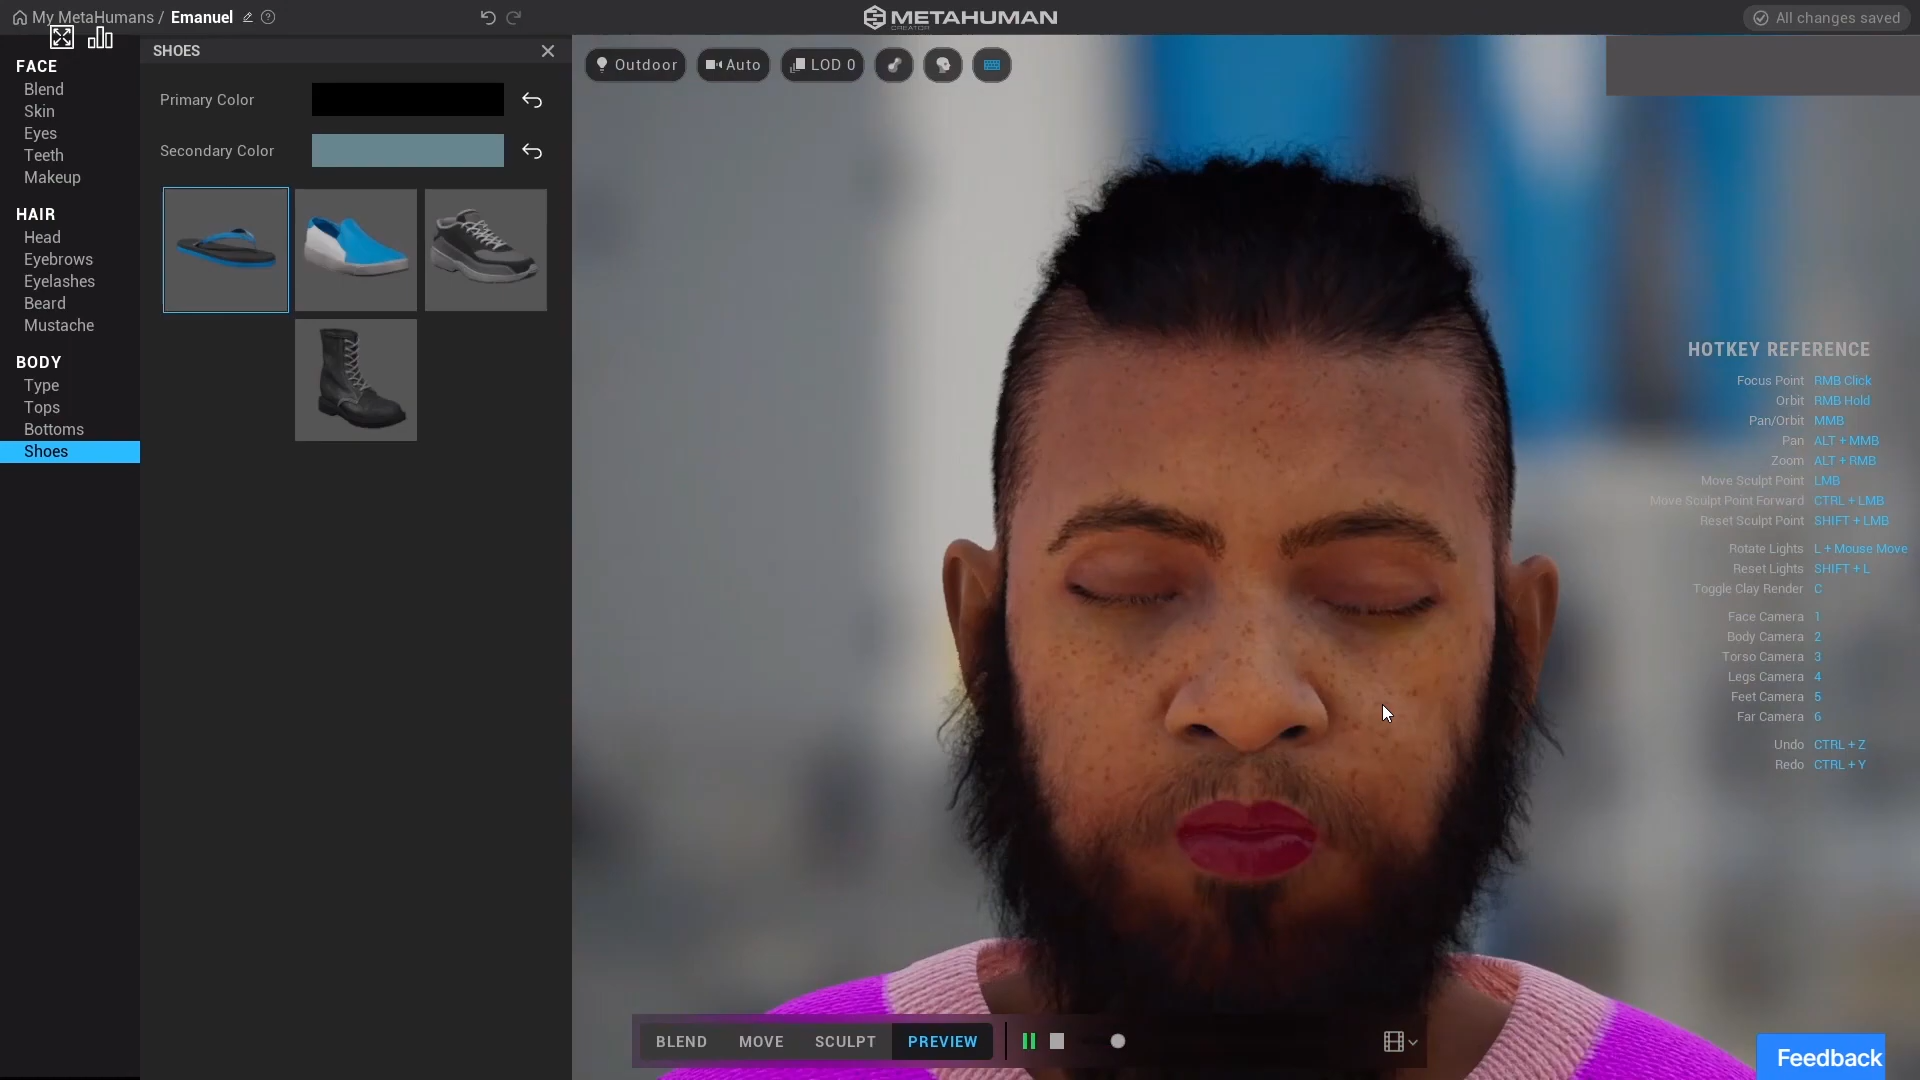 My MetaHumans / Emanuel
METAHUMAN
CREATOR
All changes saved
FACE
Blend
Skin
Eyes
Teeth
Makeup
HAIR
Head
Eyebrows
Eyelashes
Beard
Mustache
BODY
Type
Tops
Bottoms
Shoes
SHOES
Primary Color
Secondary Color
Outdoor
Auto
LOD 0
HOTKEY REFERENCE
Focus Point RMB Click
Orbit RMB Hold
Pan/Orbit MMB
Pan ALT + MMB
Zoom ALT + RMB
Move Sculpt Point LMB
Move Sculpt Point Forward CTRL + LMB
Reset Sculpt Point SHIFT + LMB
Rotate Lights L + Mouse Move
Reset Lights SHIFT + L
Toggle Clay Render C
Face Camera 1
Body Camera 2
Torso Camera 3
Legs Camera 4
Feet Camera 5
Far Camera 6
Undo CTRL + Z
Redo CTRL + Y
BLEND MOVE SCULPT PREVIEW
Feedback